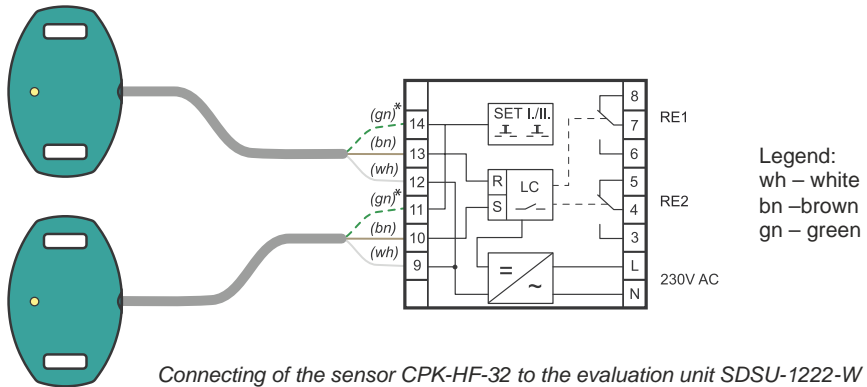 (gn)*
14
(bn)
13
(wh)
12
(gn)*
11
(bn)
10
(wh)
9
SET I./II.
R
S
LC
=
~
8
7
6
5
4
3
L
N
RE1
RE2
230V AC
Legend:
wh – white
bn –brown
gn – green
Connecting of the sensor CPK-HF-32 to the evaluation unit SDSU-1222-W